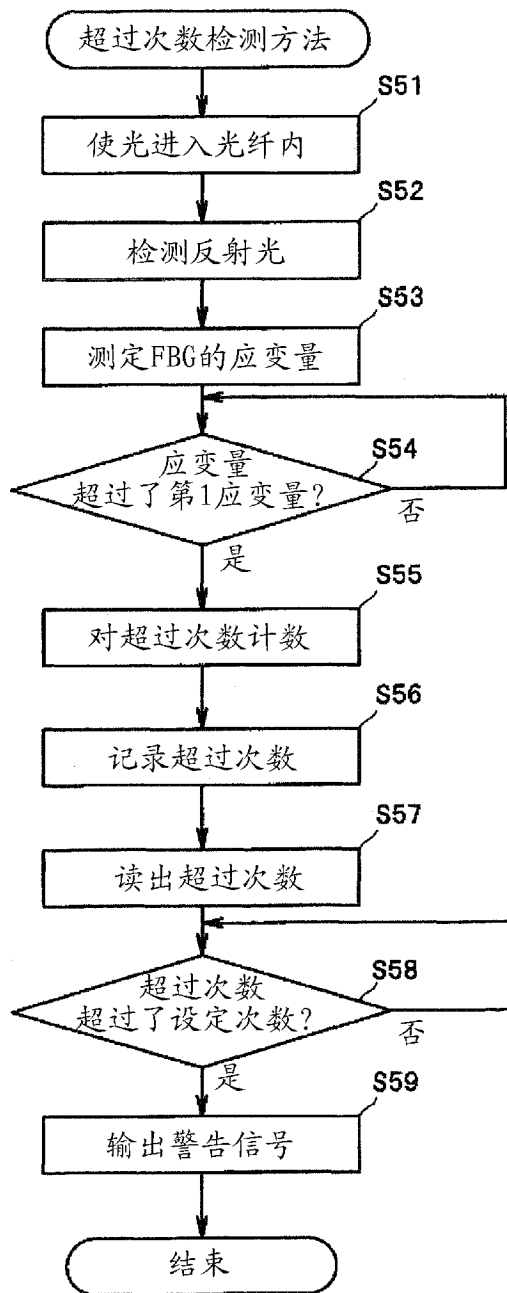 超过次数检测方法
S51
使光进入光纤内
S52
检测反射光
S53
测定FBG的应变量
S54
应变量
超过了第1应变量?
否
是
S55
对超过次数计数
S56
记录超过次数
S57
读出超过次数
S58
超过次数
超过了设定次数?
否
是
S59
输出警告信号
结束